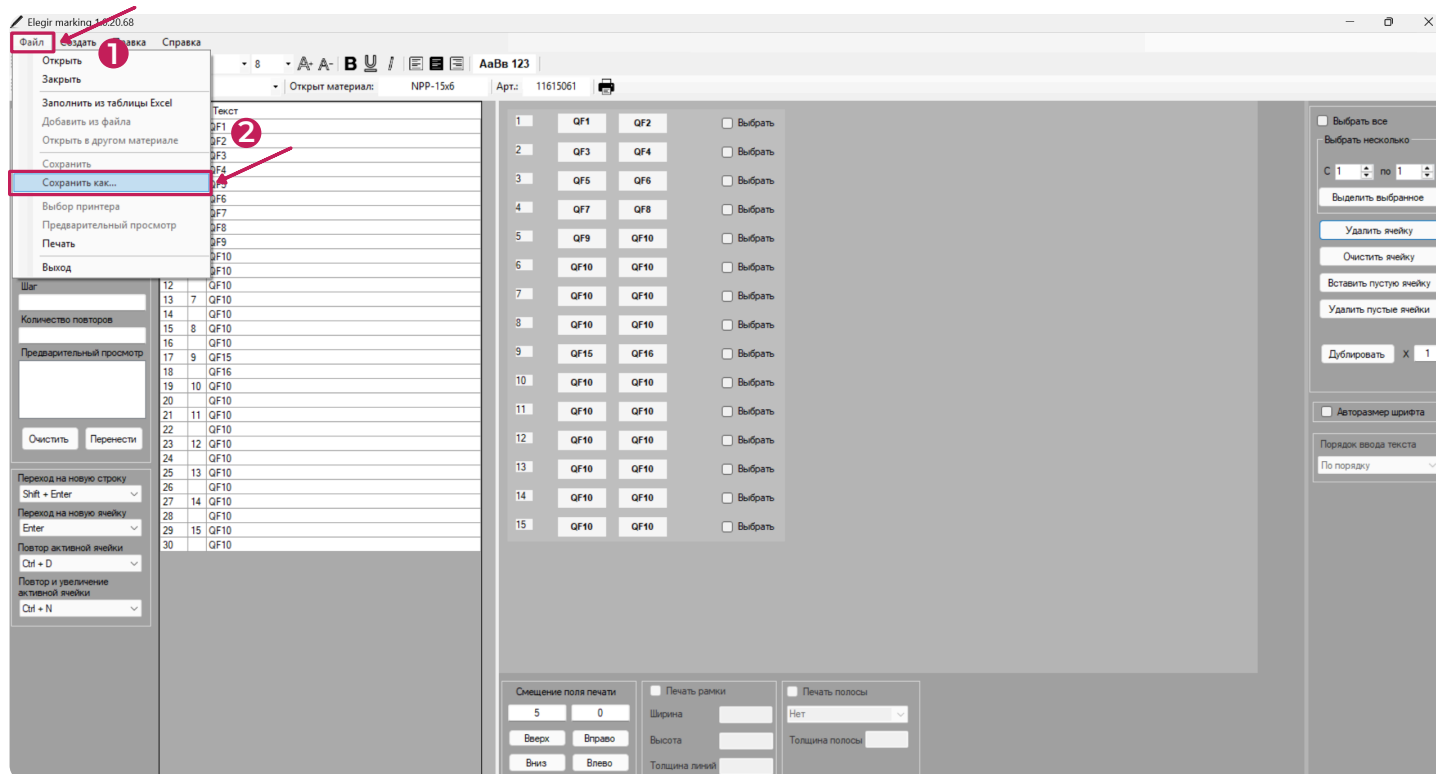 Elegir marking 1.0.20.68
Файл Создать Правка Справка
1
Открыть
Закрыть
Заполнить из таблицы Excel
Добавить из файла
Открыть в другом материале
Сохранить
Сохранить как...
Выбор принтера
Предварительный просмотр
Печать
Выход
2
8 A+ A- B U I AaBв 123
Открыт материал: NPP-15x6 Арт.: 11615061
Шаг
Количество повторов
Предварительный просмотр
Очистить Перенести
Переход на новую строку
Shift + Enter
Переход на новую ячейку
Enter
Повтор активной ячейки
Ctrl + D
Повтор и увеличение
активной ячейки
Ctrl + N
Текст
QF1
QF2
QF3
QF4
QF5
QF6
QF7
QF8
QF9
QF10
QF10
12 QF10
13 7 QF10
14 QF10
15 8 QF10
16 QF10
17 9 QF15
18 QF16
19 10 QF10
20 QF10
21 11 QF10
22 QF10
23 12 QF10
24 QF10
25 13 QF10
26 QF10
27 14 QF10
28 QF10
29 15 QF10
30 QF10
1 QF1 QF2 Выбрать
2 QF3 QF4 Выбрать
3 QF5 QF6 Выбрать
4 QF7 QF8 Выбрать
5 QF9 QF10 Выбрать
6 QF10 QF10 Выбрать
7 QF10 QF10 Выбрать
8 QF10 QF10 Выбрать
9 QF15 QF16 Выбрать
10 QF10 QF10 Выбрать
11 QF10 QF10 Выбрать
12 QF10 QF10 Выбрать
13 QF10 QF10 Выбрать
14 QF10 QF10 Выбрать
15 QF10 QF10 Выбрать
Смещение поля печати
5 0
Вверх Вправо
Вниз Влево
Печать рамки
Ширина
Высота
Толщина линий
Печать полосы
Нет
Толщина полосы
Выбрать все
Выбрать несколько
С 1 по 1
Выделить выбранное
Удалить ячейку
Очистить ячейку
Вставить пустую ячейку
Удалить пустые ячейки
Дублировать X 1
Авторазмер шрифта
Порядок ввода текста
По порядку